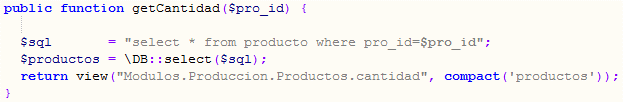 public function getCantidad($pro_id) {
$sql       = "select * from producto where pro_id=$pro_id";
$productos = \DB::select($sql);
return view("Modulos.Produccion.Productos.cantidad", compact('productos'));
}